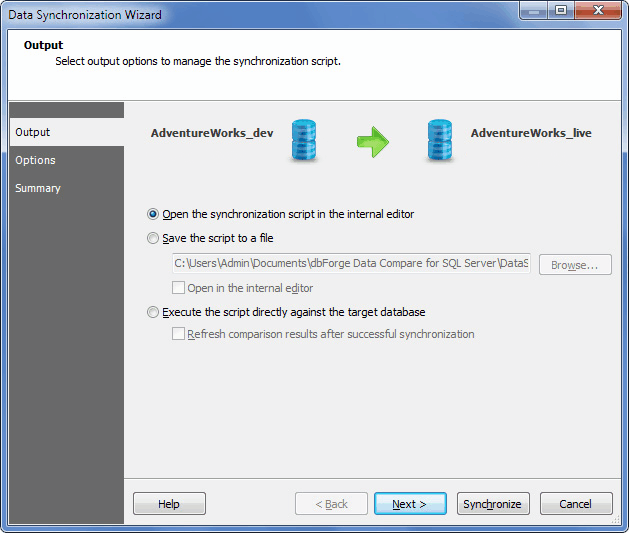 Data Synchronization Wizard
Output
Select output options to manage the synchronization script.
Output
Options
Summary
AdventureWorks_dev
AdventureWorks_live
Open the synchronization script in the internal editor
Save the script to a file
C:\Users\Admin\Documents\dbForge Data Compare for SQL Server\DataS
Browse...
Open in the internal editor
Execute the script directly against the target database
Refresh comparison results after successful synchronization
Help
< Back
Next >
Synchronize
Cancel